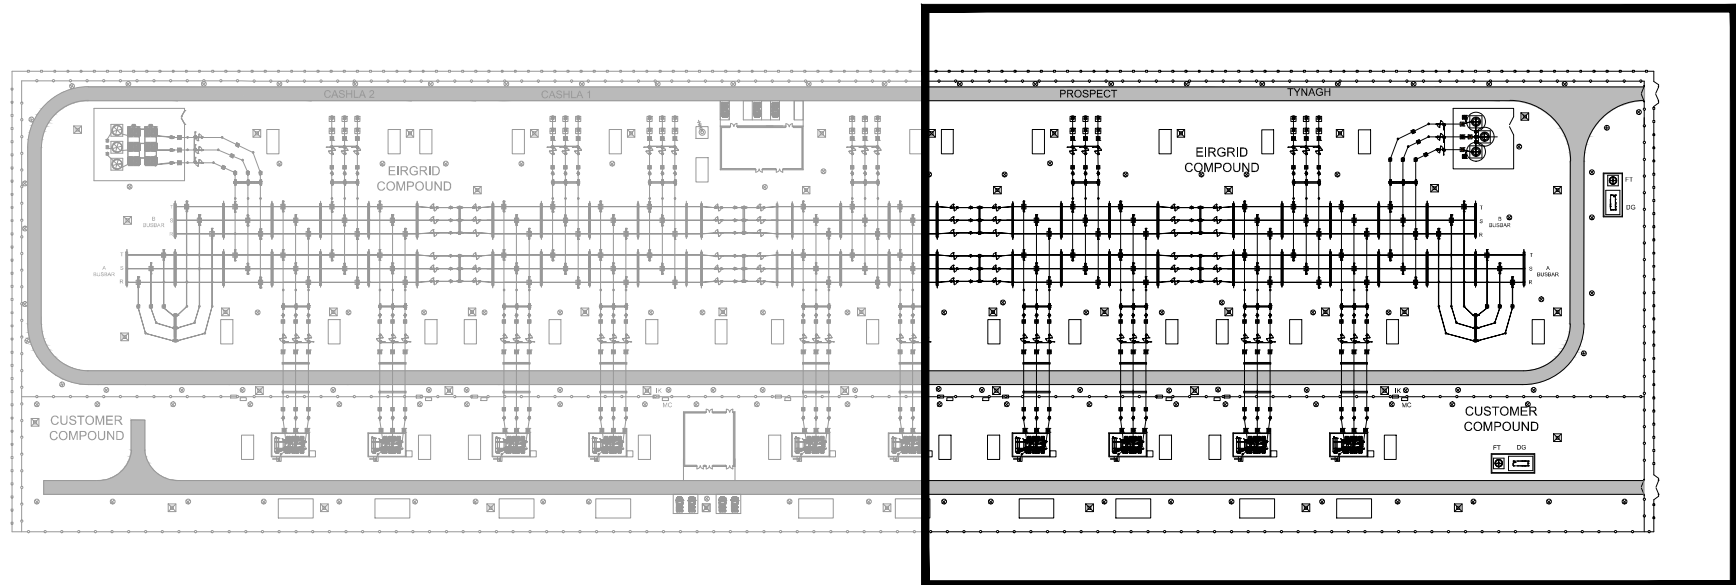 CASHLA 2
CASHLA 1
PROSPECT
TYNAGH
EIRGRID
COMPOUND
EIRGRID
COMPOUND
FT
DG
B
BUSBAR
T
S
B
BUSBAR
T
S
R
A
BUSBAR
T
S
R
A
BUSBAR
T
S
R
IK
MC
IK
MC
CUSTOMER
COMPOUND
CUSTOMER
COMPOUND
FT
DG